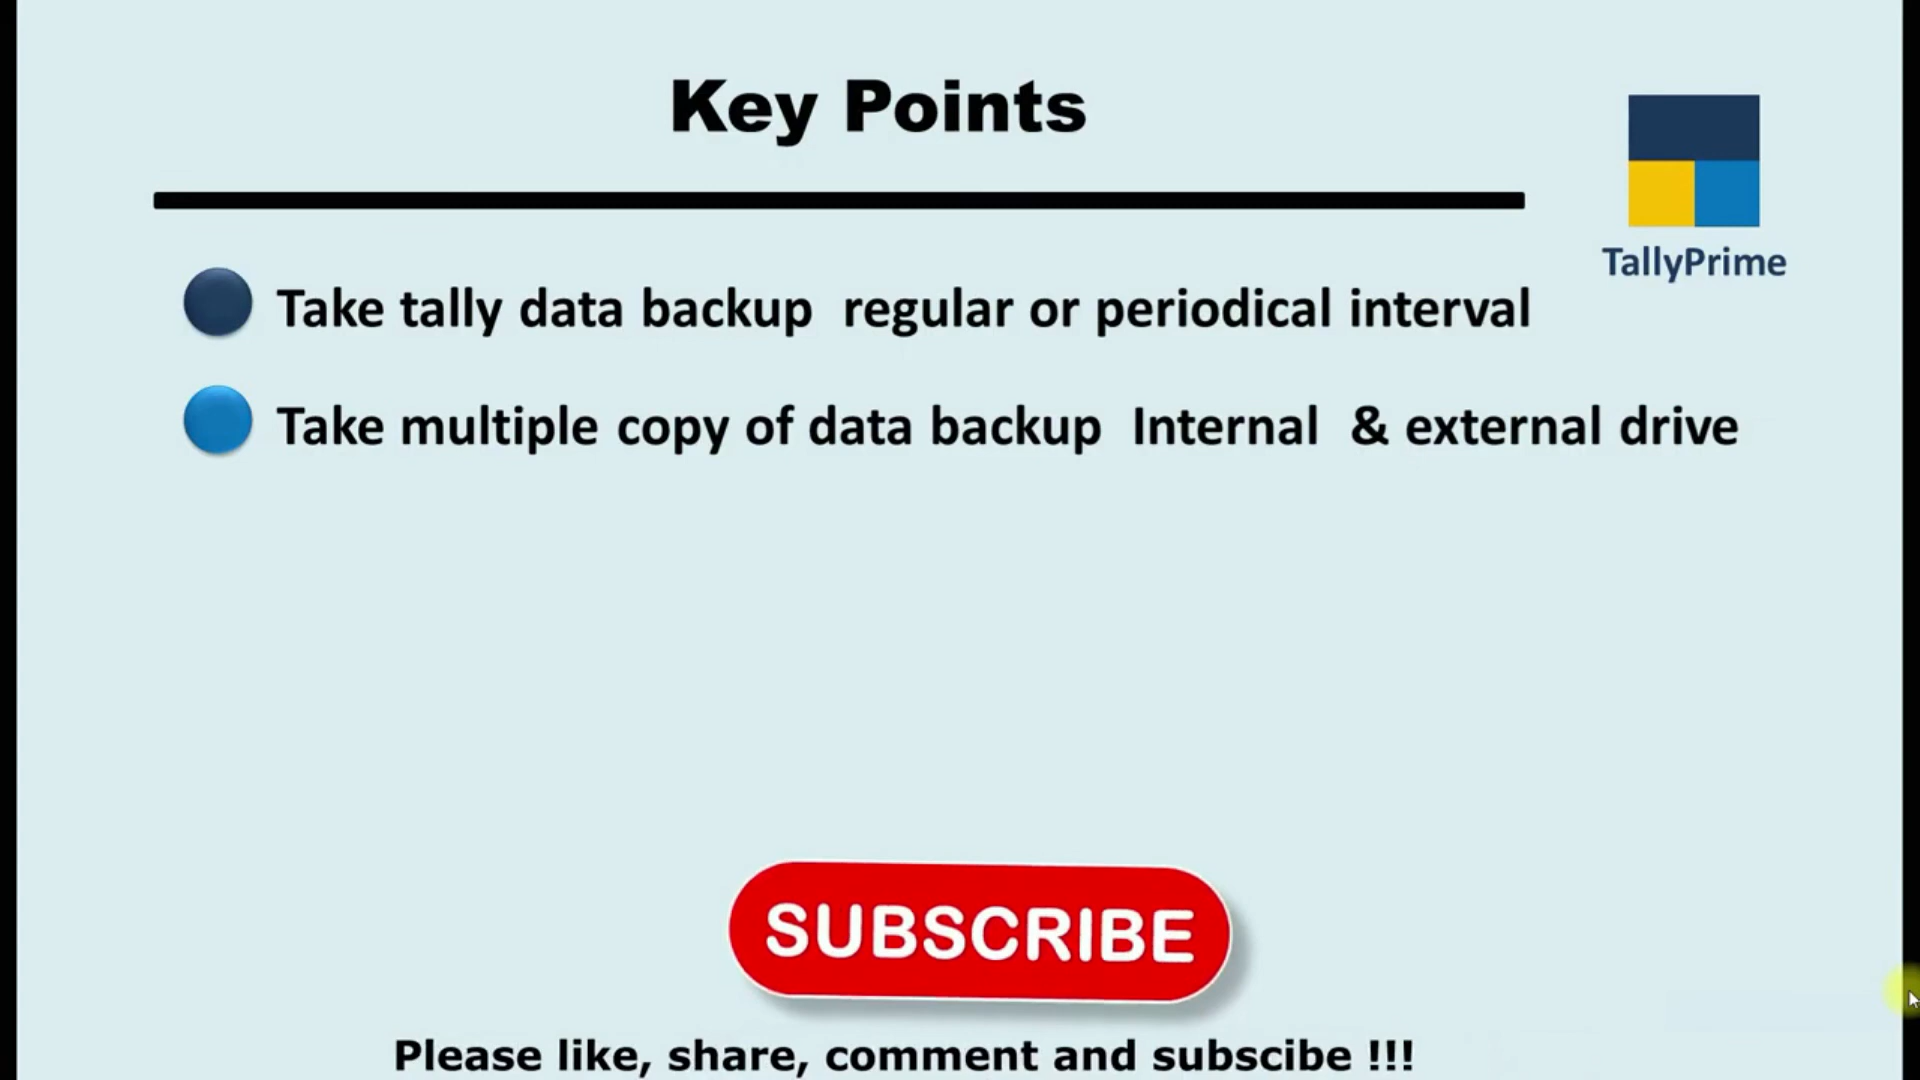 Key Points
TallyPrime
Take tally data backup  regular or periodical interval
Take multiple copy of data backup  Internal  & external drive
SUBSCRIBE
Please like, share, comment and subscibe !!!